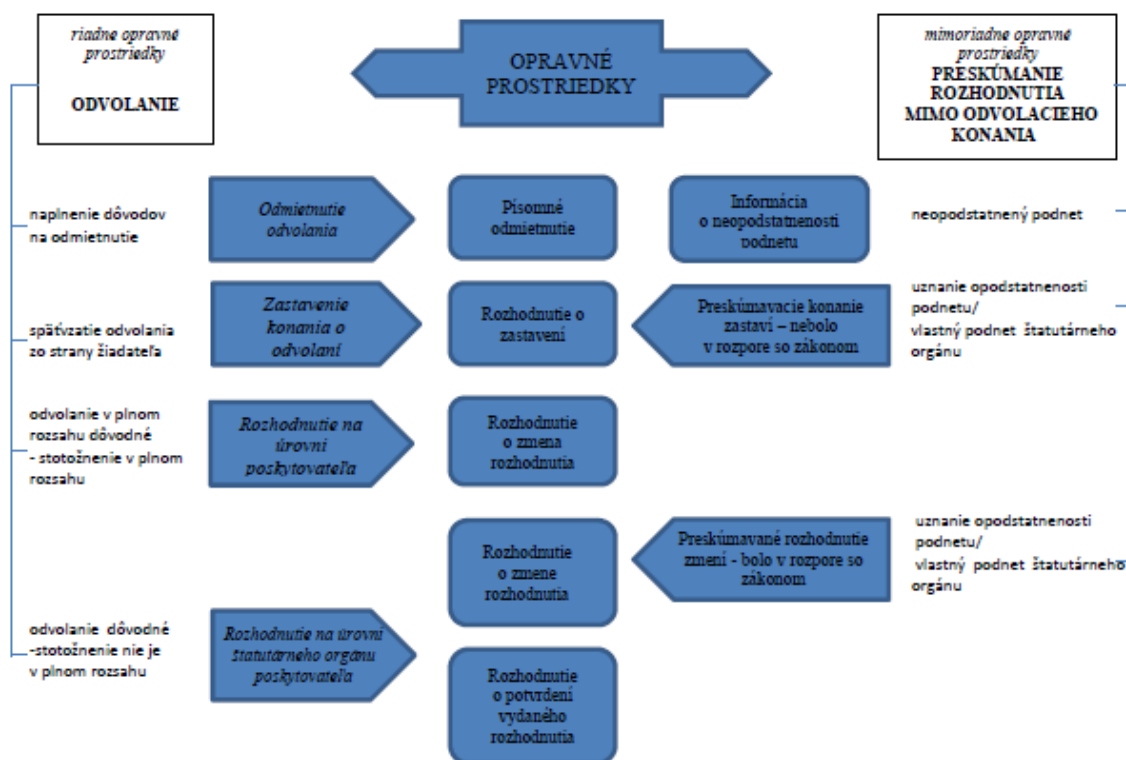 riadne opravné
prostriedky
ODVOLANIE
OPRAVNÉ
PROSTRIEDKY
mimoriadne opravné
prostriedky
PRESKÚMANIE
ROZHODNUTIA
MIMO ODVOLACIEHO
KONANIA
naplnenie dôvodov
na odmietnutie
Odmietnutie
odvolania
Písomné
odmietnutie
Informácia
o neopodstatnenosti
podnetu
neopodstatnený podnet
späťvzatie odvolania
zo strany žiadateľa
Zastavenie
konania o
odvolaní
Rozhodnutie o
zastavení
Preskúmavacie konanie
zastaví – nebolo
v rozpore so zákonom
uznanie opodstatnenosti
podnetu/
vlastný podnet štatutárneho
orgánu
odvolanie v plnom
rozsahu dôvodné
- stotožnenie v plnom
rozsahu
Rozhodnutie na
úrovni
poskytovateľa
Rozhodnutie
o zmena
rozhodnutia
Rozhodnutie
o zmene
rozhodnutia
Preskúmavané rozhodnutie
zmení - bolo v rozpore so
zákonom
uznanie opodstatnenosti
podnetu/
vlastný podnet štatutárneho
orgánu
odvolanie dôvodné
-stotožnenie nie je
v plnom rozsahu
Rozhodnutie na úrovni
štatutárneho orgánu
poskytovateľa
Rozhodnutie
o potvrdení
vydaného
rozhodnutia